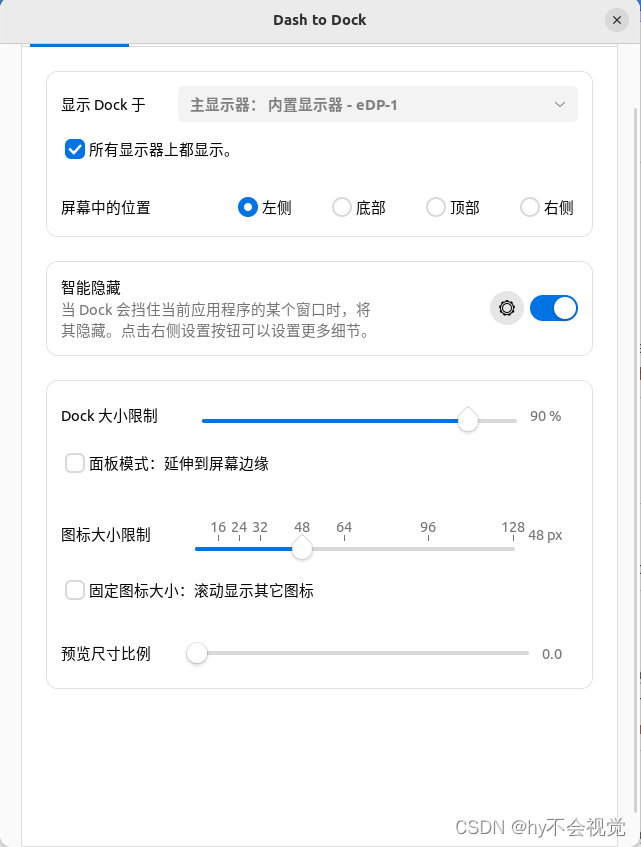 Dash to Dock
显示 Dock 于
主显示器： 内置显示器 - eDP-1
所有显示器上都显示。
屏幕中的位置
左侧
底部
顶部
右侧
智能隐藏
当 Dock 会挡住当前应用程序的某个窗口时，将
其隐藏。点击右侧设置按钮可以设置更多细节。
Dock 大小限制
90 %
面板模式：延伸到屏幕边缘
图标大小限制
16 24 32 48 64 96 128
48 px
固定图标大小：滚动显示其它图标
预览尺寸比例
0.0
CSDN @hy不会视觉